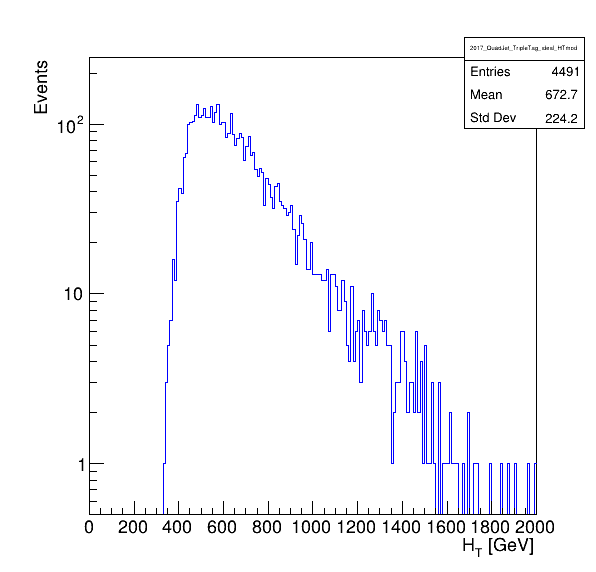 2017_QuadJet_TripleTag_ideal_HTmod
Entries 4491
Mean 672.7
Std Dev 224.2
Events
10²
10
1
0 200 400 600 800 1000 1200 1400 1600 1800 2000
H_T [GeV]